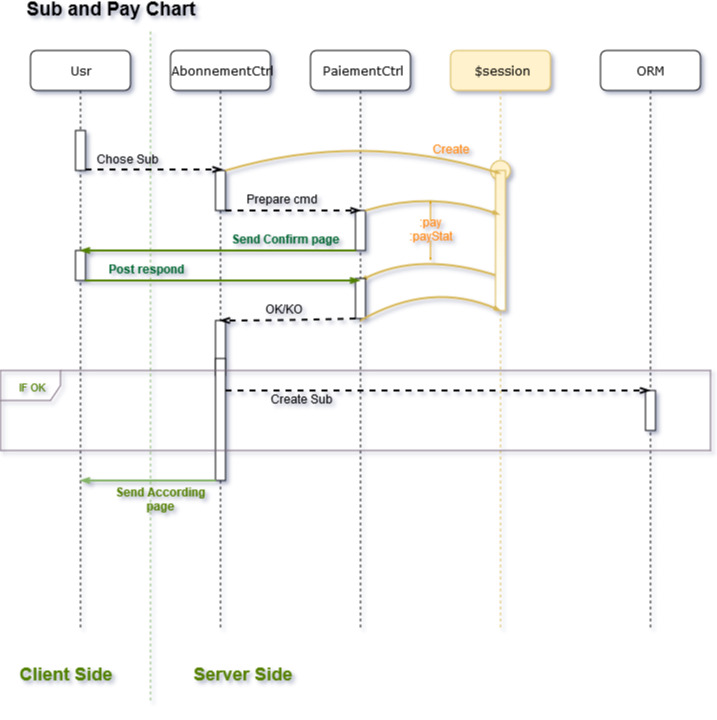 Sub and Pay Chart
Usr
AbonnementCtrl
PaiementCtrl
$session
ORM
Chose Sub
Create
Prepare cmd
:pay
:payStat
Send Confirm page
Post respond
OK/KO
IF OK
Create Sub
Send According
page
Client Side
Server Side